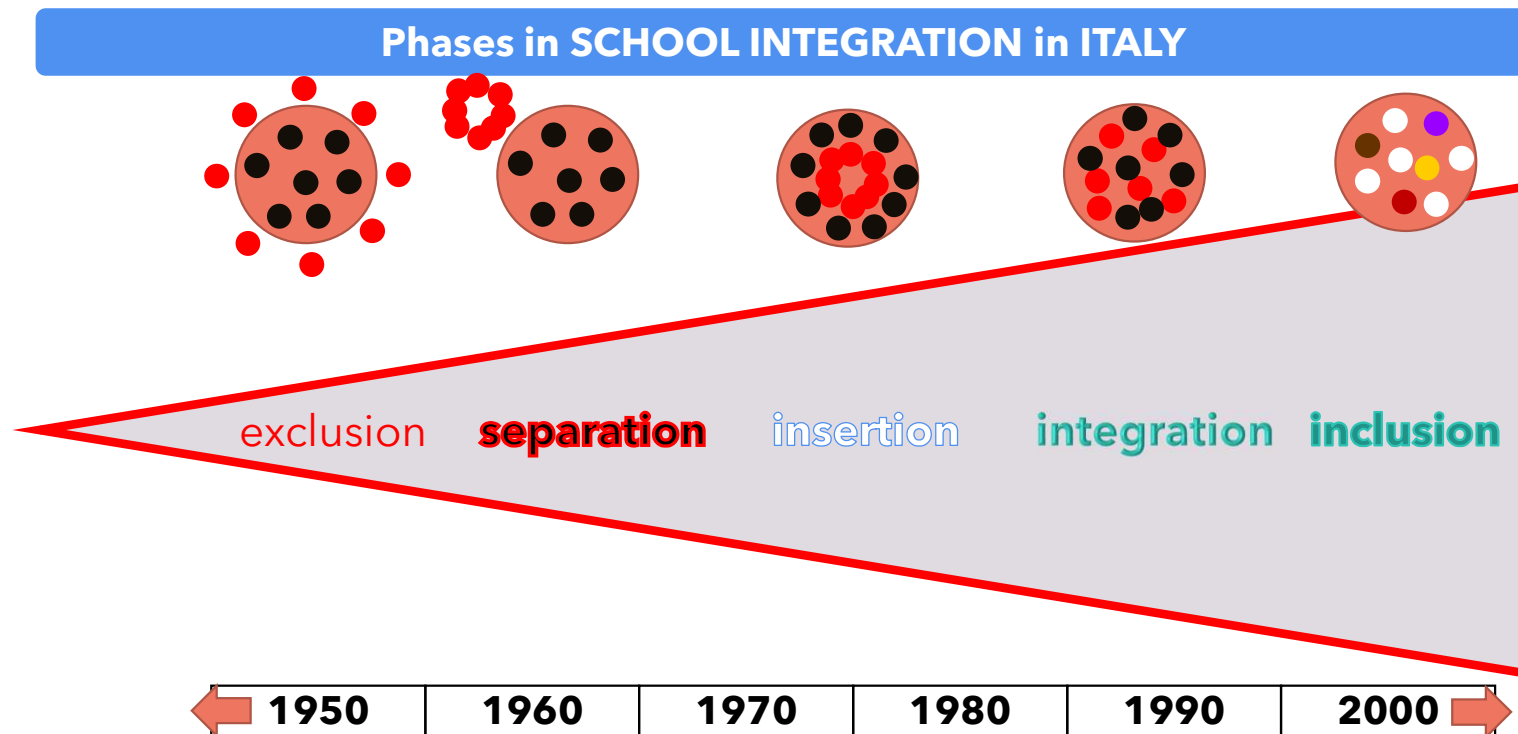 Phases in SCHOOL INTEGRATION in ITALY
exclusion separation insertion integration inclusion
1950 1960 1970 1980 1990 2000